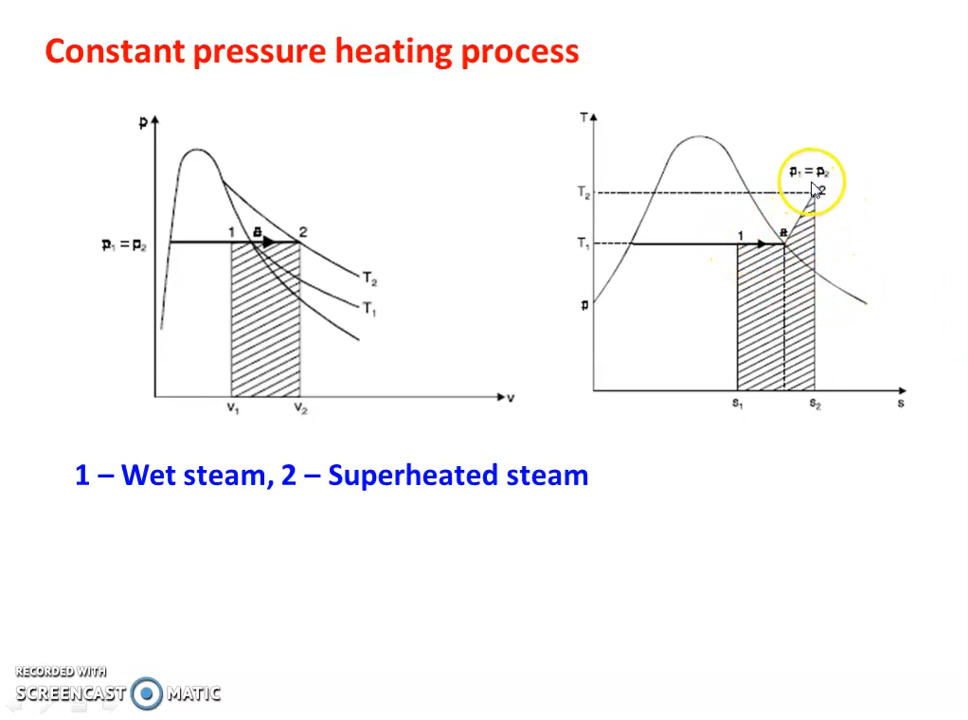 Constant pressure heating process
p
p₁ = p₂
1
a
2
T₂
T₁
v₁
v₂
v
T
T₂
T₁
p
p₁ = p₂
2
1
a
s₁
s₂
s
1 – Wet steam, 2 – Superheated steam
RECORDED WITH
SCREENCAST MATIC